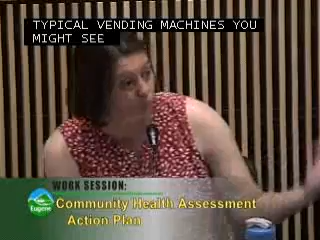 TYPICAL VENDING MACHINES YOU
MIGHT SEE
WORK SESSION:
Community Health Assessment
Action Plan
Eugene